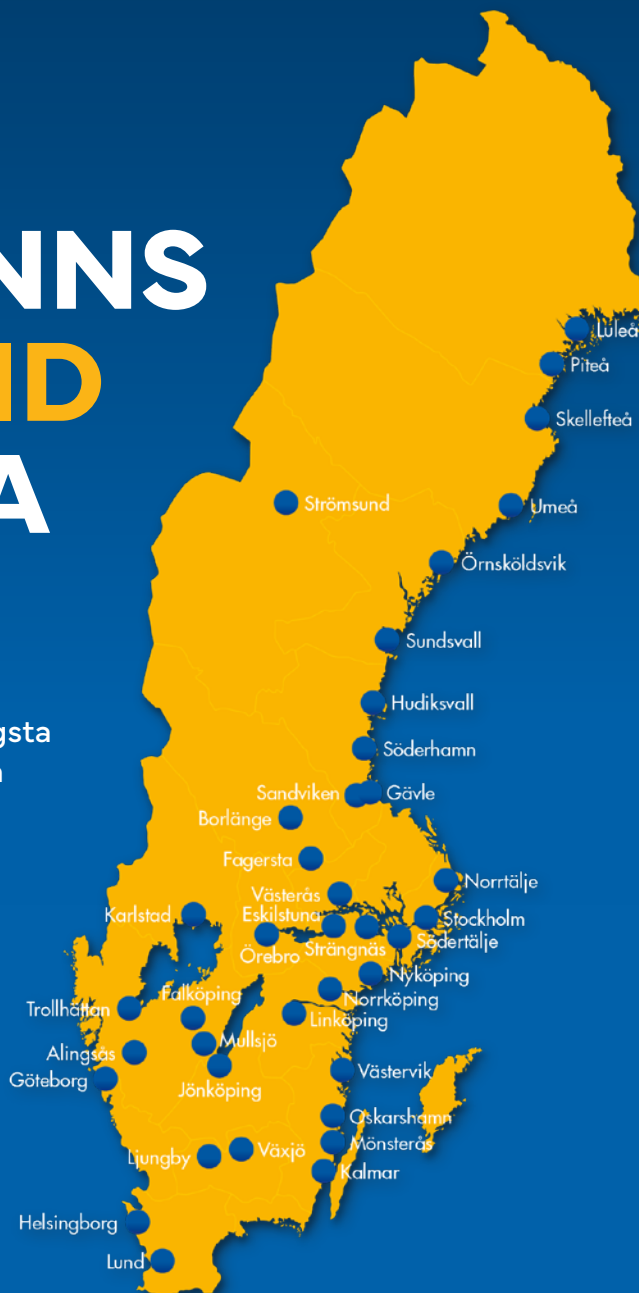 NNS
ND
A
gsta
Luleå
Piteå
Skellefteå
Strömsund
Umeå
Örnsköldsvik
Sundsvall
Hudiksvall
Söderhamn
Sandviken
Gävle
Borlänge
Fagersta
Västerås
Norrtälje
Karlstad
Eskilstuna
Stockholm
Örebro
Strängnäs
Södertälje
Nyköping
Falköping
Norrköping
Trollhättan
Linköping
Mullsjö
Alingsås
Göteborg
Jönköping
Västervik
Oskarshamn
Mönsterås
Ljungby
Växjö
Kalmar
Helsingborg
Lund